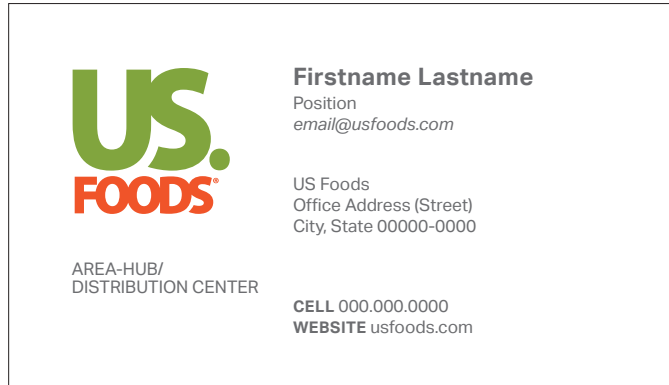 US.
FOODS®
AREA-HUB/
DISTRIBUTION CENTER
Firstname Lastname
Position
email@usfoods.com
US Foods
Office Address (Street)
City, State 00000-0000
CELL 000.000.0000
WEBSITE usfoods.com